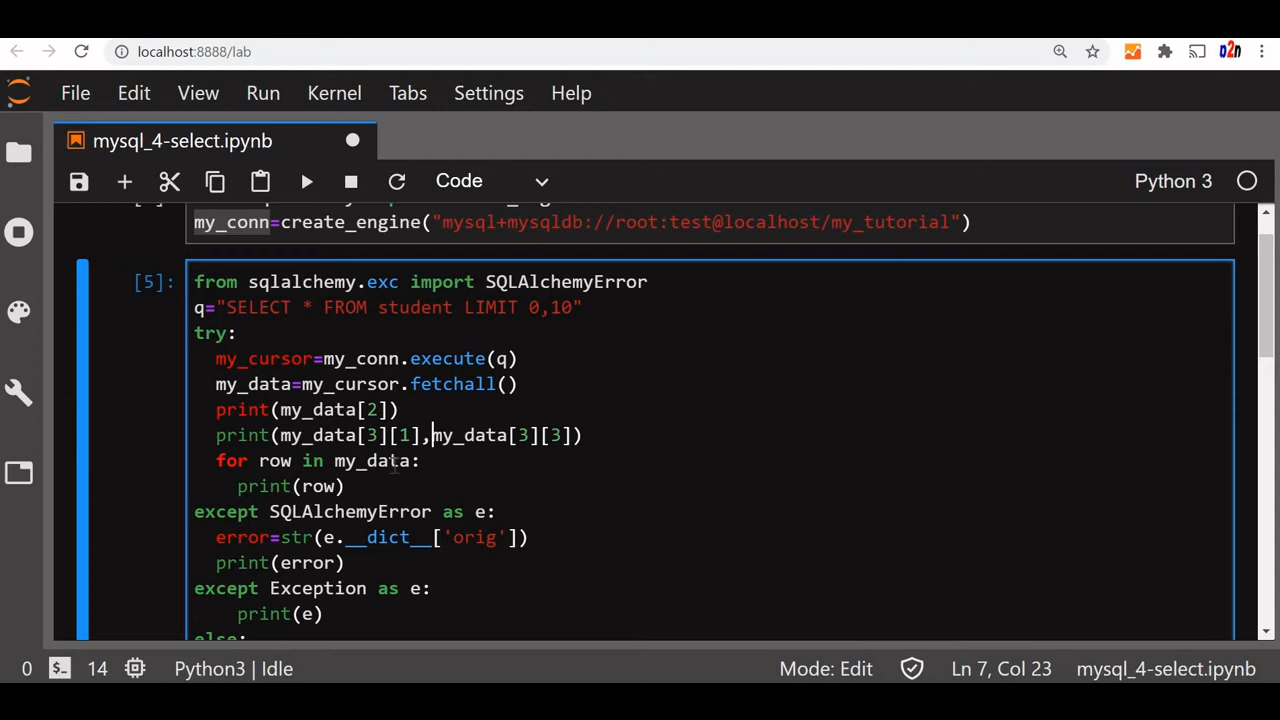 localhost:8888/lab
o2n
File Edit View Run Kernel Tabs Settings Help
mysql_4-select.ipynb
Code Python 3
my_conn=create_engine("mysql+mysqldb://root:test@localhost/my_tutorial")
[5]:
from sqlalchemy.exc import SQLAlchemyError
q="SELECT * FROM student LIMIT 0,10"
try:
my_cursor=my_conn.execute(q)
my_data=my_cursor.fetchall()
print(my_data[2])
print(my_data[3][1],my_data[3][3])
for row in my_data:
print(row)
except SQLAlchemyError as e:
error=str(e.__dict__['orig'])
print(error)
except Exception as e:
print(e)
else:
0 $_ 14 Python3 | Idle Mode: Edit Ln 7, Col 23 mysql_4-select.ipynb